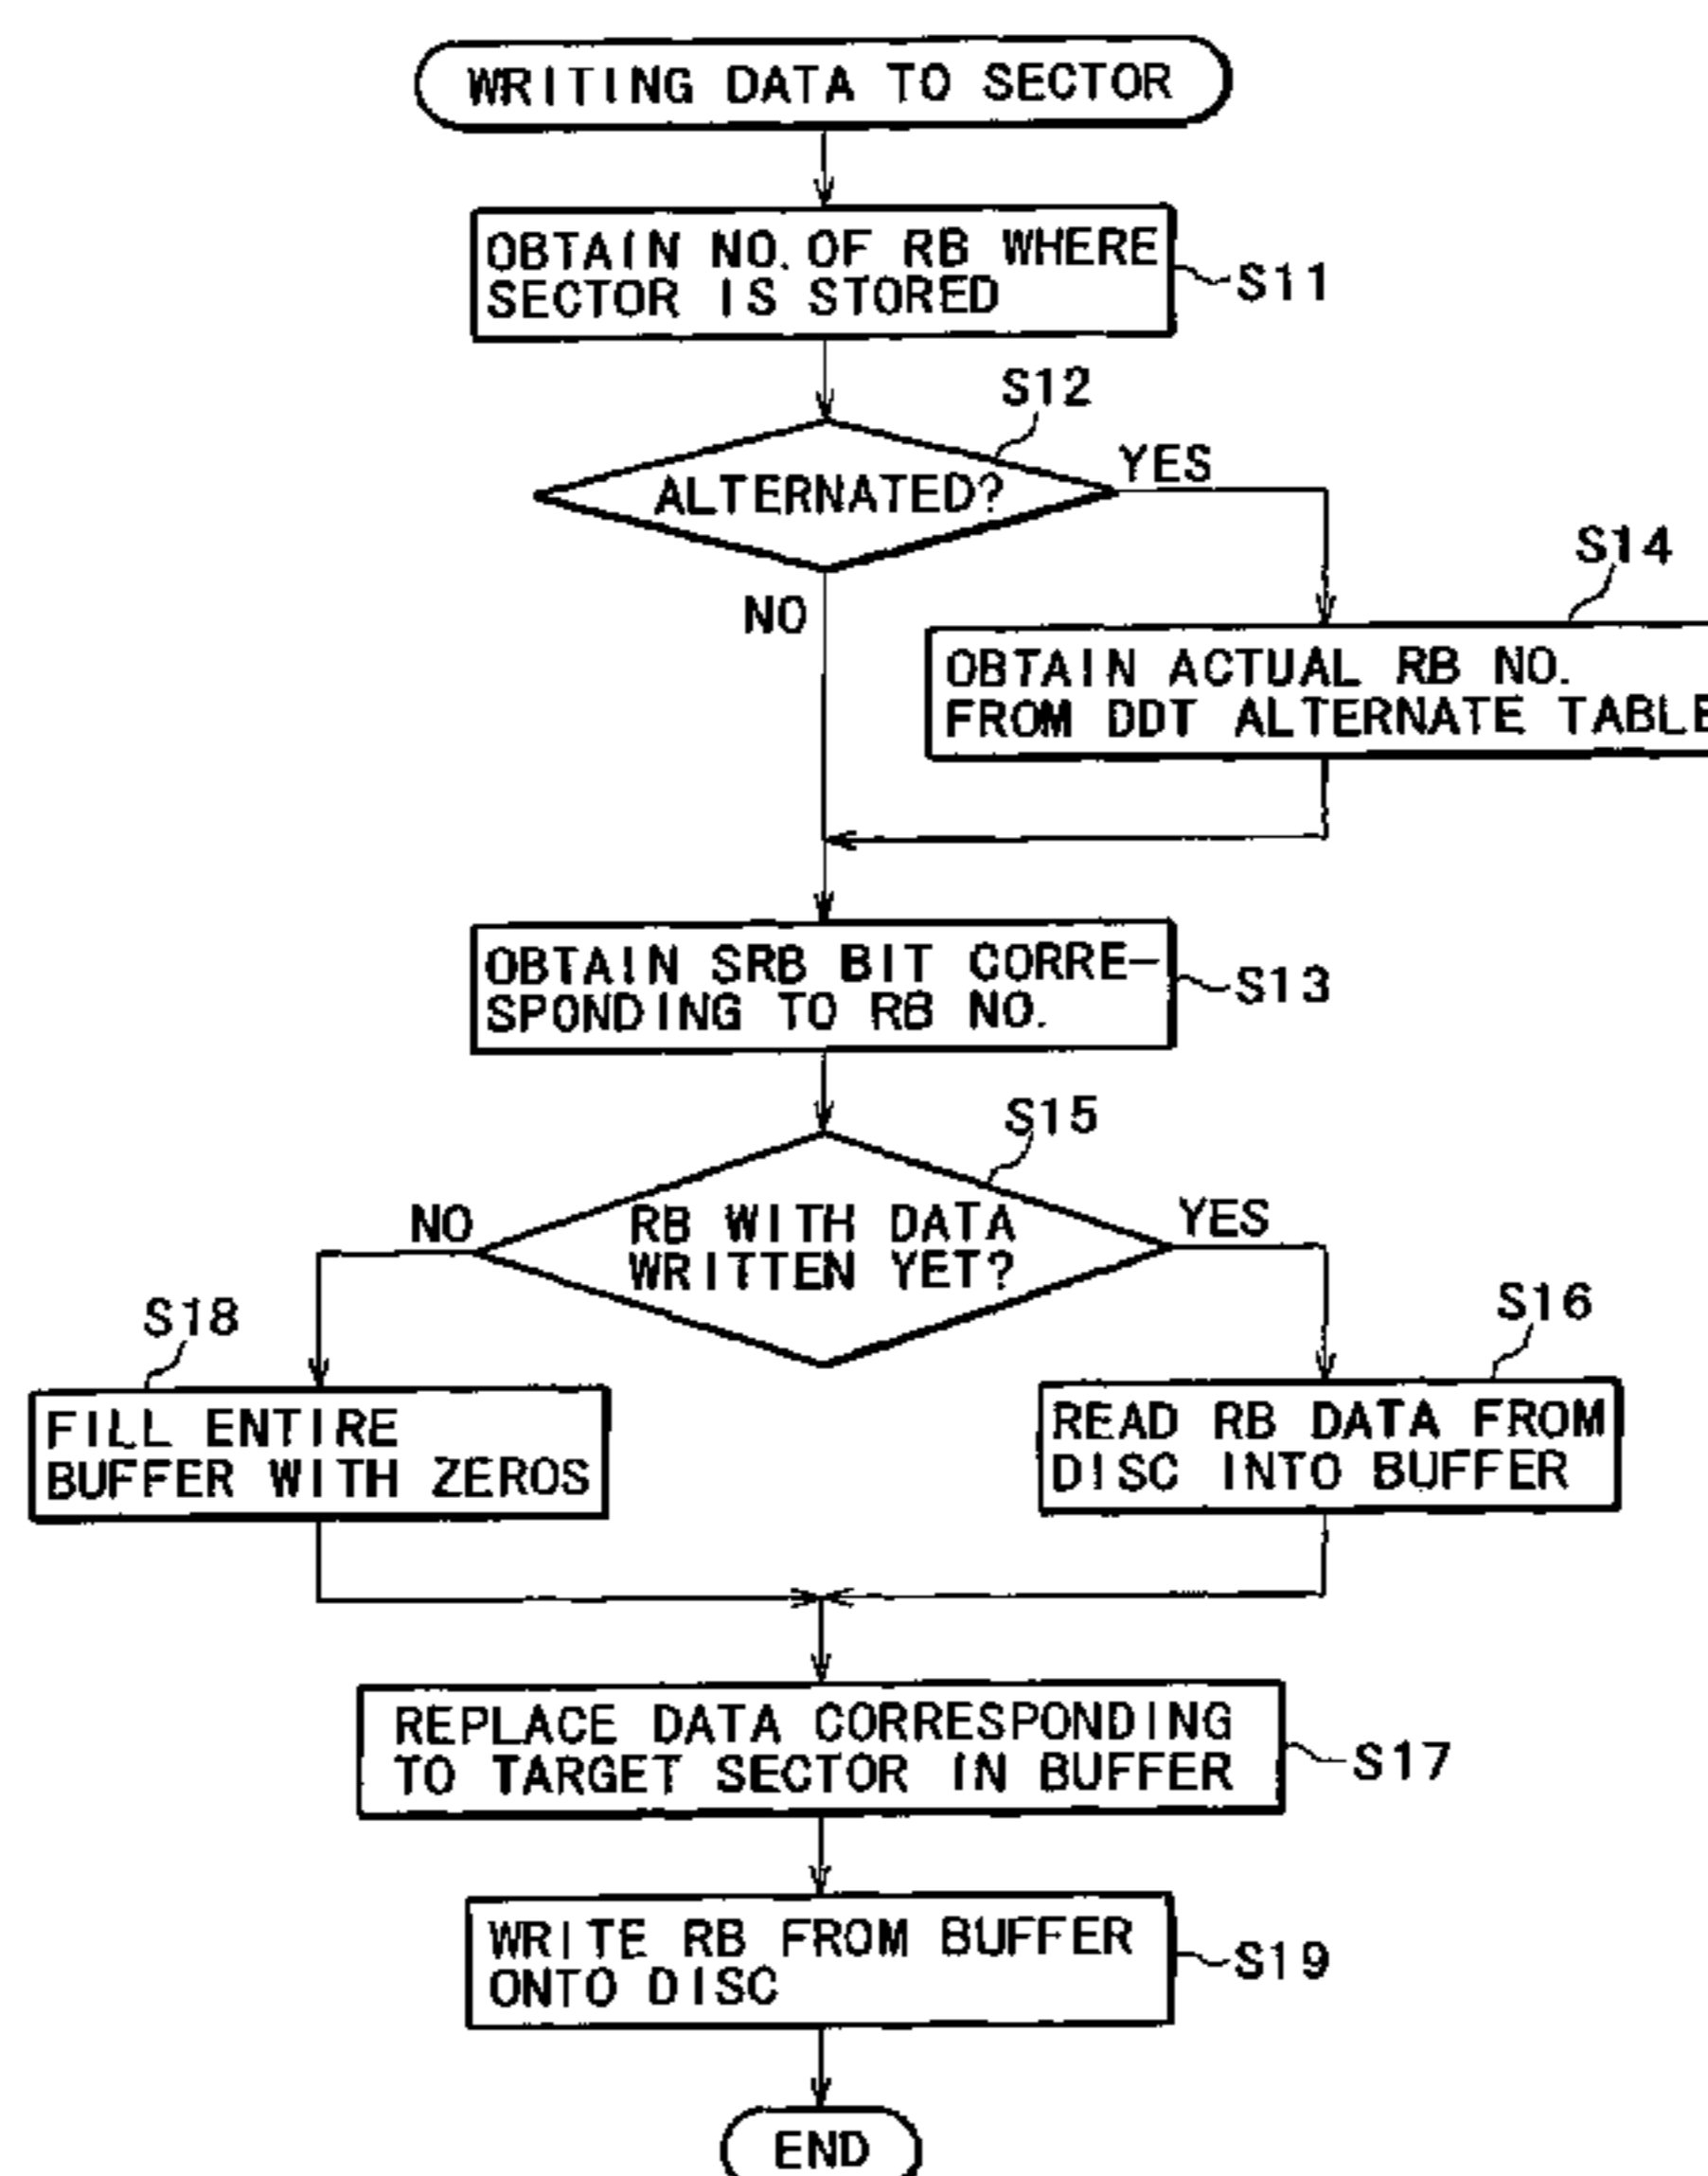 WRITING DATA TO SECTOR
OBTAIN NO. OF RB WHERE
SECTOR IS STORED
S11
S12
ALTERNATED?
YES
NO
S14
OBTAIN ACTUAL RB NO.
FROM DDT ALTERNATE TABLE
OBTAIN SRB BIT CORRE-
SPONDING TO RB NO.
S13
S15
RB WITH DATA
WRITTEN YET?
NO
YES
S18
FILL ENTIRE
BUFFER WITH ZEROS
S16
READ RB DATA FROM
DISC INTO BUFFER
REPLACE DATA CORRESPONDING
TO TARGET SECTOR IN BUFFER
S17
WRITE RB FROM BUFFER
ONTO DISC
S19
END